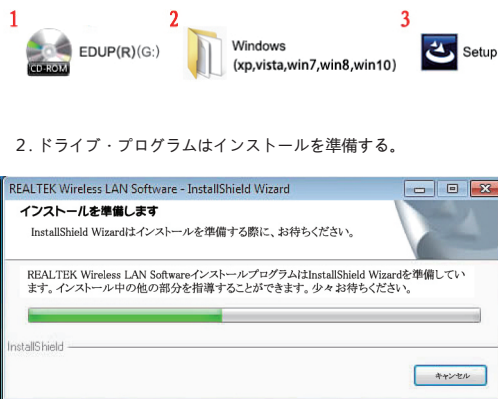 1
2
3
CD-ROM
EDUP(R)(G:)
Windows
(xp,vista,win7,win8,win10)
Setup
2. ドライブ・プログラムはインストールを準備する。
REALTEK Wireless LAN Software - InstallShield Wizard
インストールを準備します
InstallShield Wizardはインストールを準備する際に、お待ちください。
REALTEK Wireless LAN SoftwareインストールプログラムはInstallShield Wizardを準備してい
ます。インストール中の他の部分を指導することができます。少々お待ちください。
InstallShield
キャンセル